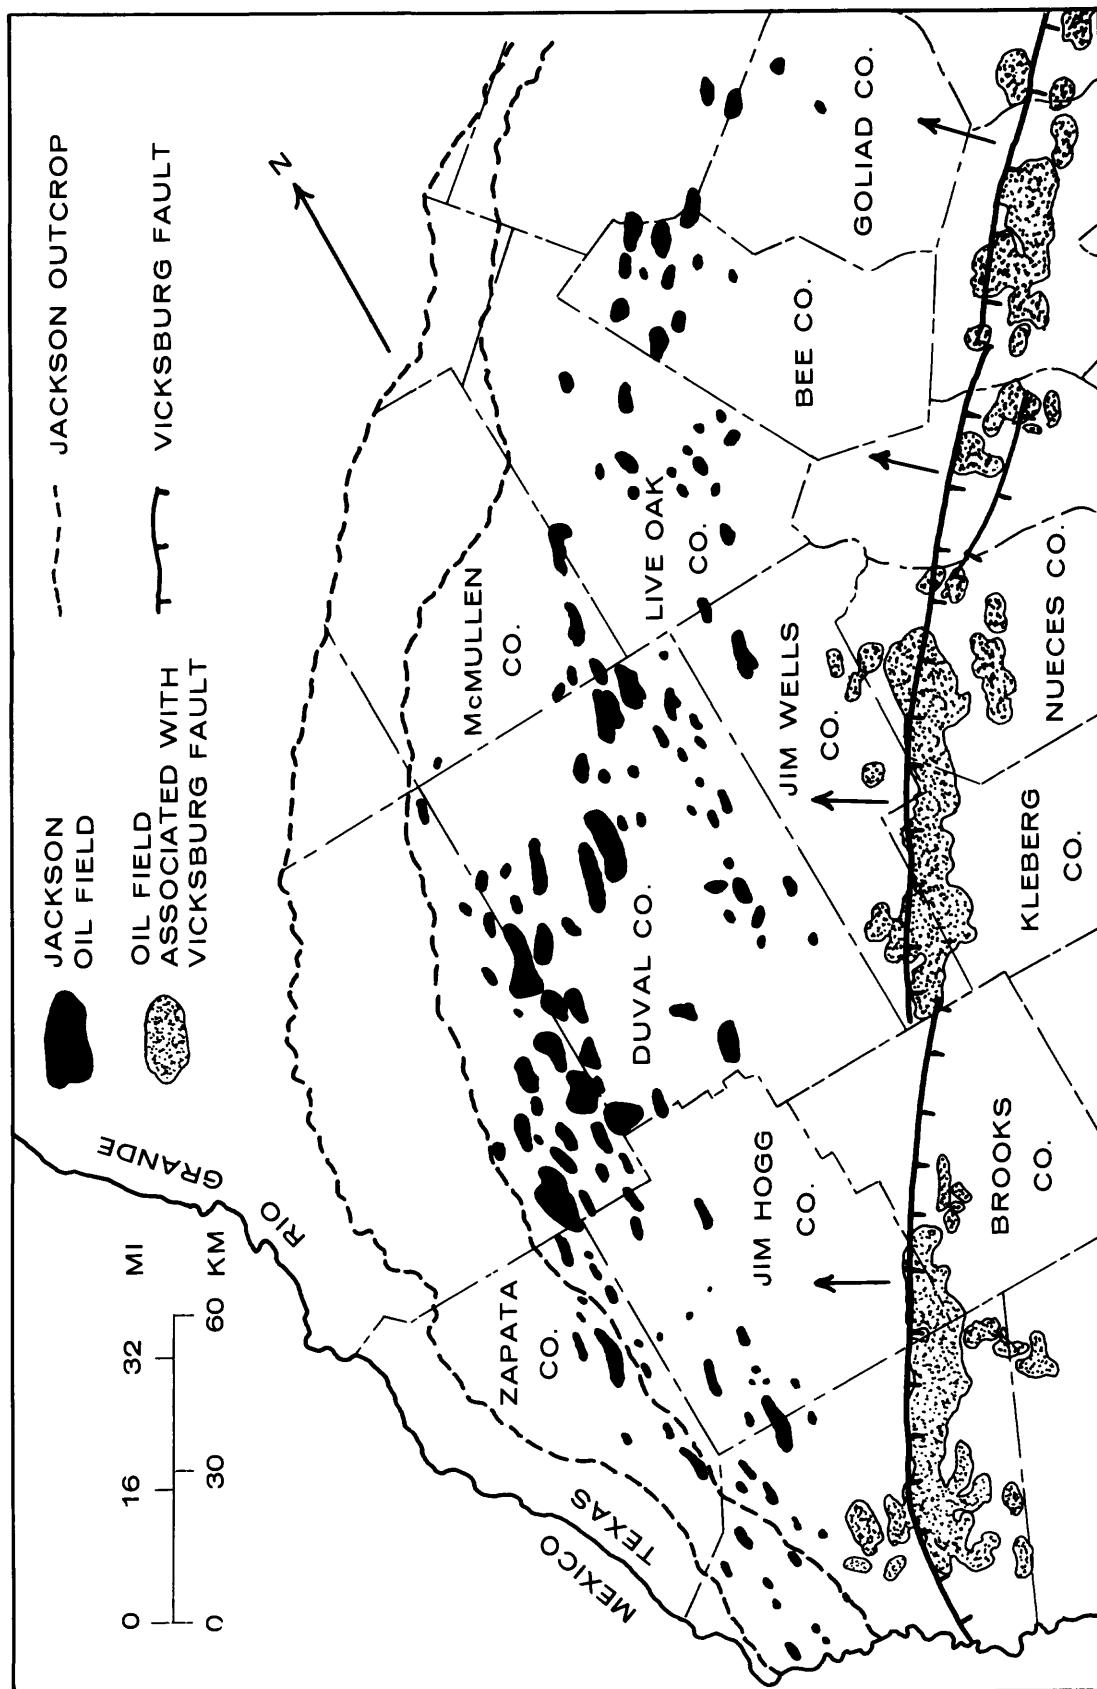 JACKSON
OIL FIELD
OIL FIELD
ASSOCIATED WITH
VICKSBURG FAULT
JACKSON OUTCROP
VICKSBURG FAULT
N
0 16 32 MI
0 30 60 KM
RIO GRANDE
MEXICO
TEXAS
ZAPATA
CO.
McMULLEN
CO.
LIVE OAK
CO.
DUVAL CO.
JIM HOGG
CO.
JIM WELLS
CO.
BEE CO.
GOLIAD CO.
BROOKS
CO.
KLEBERG
CO.
NUECES CO.